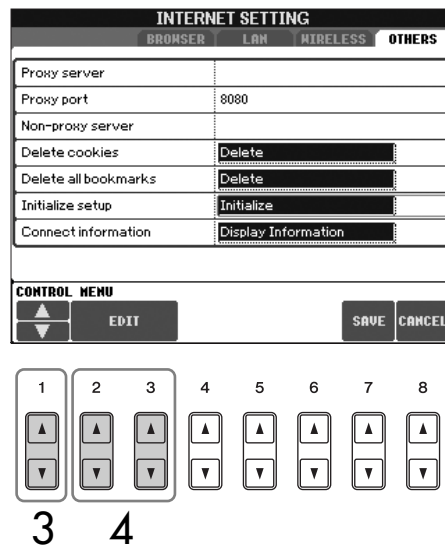 INTERNET SETTING
BROWSER LAN WIRELESS OTHERS
Proxy server
Proxy port 8080
Non-proxy server
Delete cookies Delete
Delete all bookmarks Delete
Initialize setup Initialize
Connect information Display Information
CONTROL MENU
EDIT SAVE CANCEL
1 2 3 4 5 6 7 8
3 4